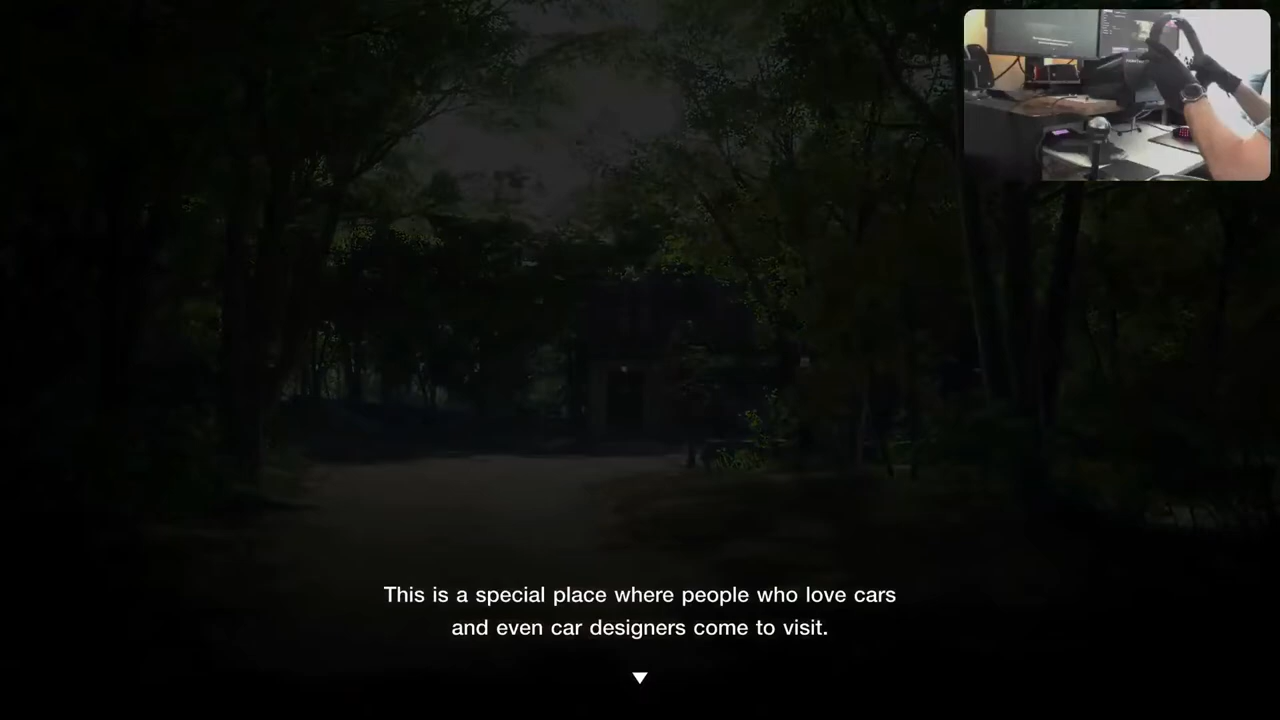 This is a special place where people who love cars
and even car designers come to visit.